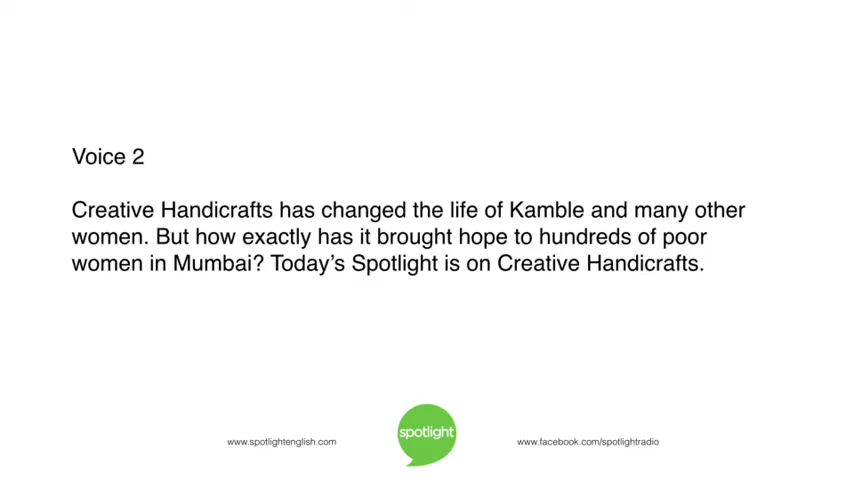 Voice 2
Creative Handicrafts has changed the life of Kamble and many other
women. But how exactly has it brought hope to hundreds of poor
women in Mumbai? Today’s Spotlight is on Creative Handicrafts.
spotlight
www.spotlightenglish.com
www.facebook.com/spotlightradio